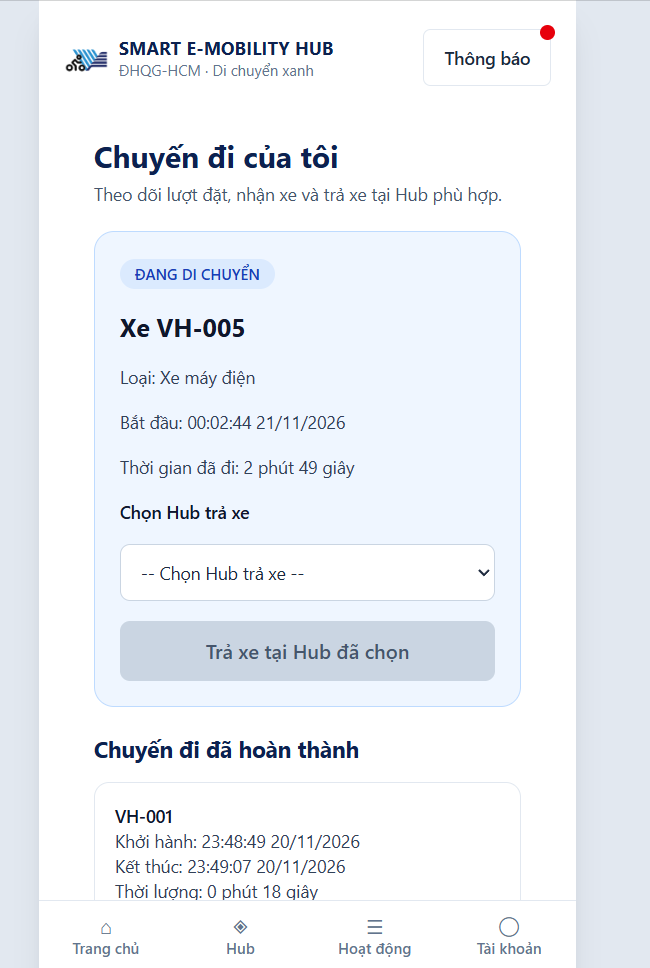 SMART E-MOBILITY HUB
ĐHQG-HCM · Di chuyển xanh
Thông báo
Chuyến đi của tôi
Theo dõi lượt đặt, nhận xe và trả xe tại Hub phù hợp.
ĐANG DI CHUYỂN
Xe VH-005
Loại: Xe máy điện
Bắt đầu: 00:02:44 21/11/2026
Thời gian đã đi: 2 phút 49 giây
Chọn Hub trả xe
-- Chọn Hub trả xe --
Trả xe tại Hub đã chọn
Chuyến đi đã hoàn thành
VH-001
Khởi hành: 23:48:49 20/11/2026
Kết thúc: 23:49:07 20/11/2026
Thời lượng: 0 phút 18 giây
Trang chủ
Hub
Hoạt động
Tài khoản